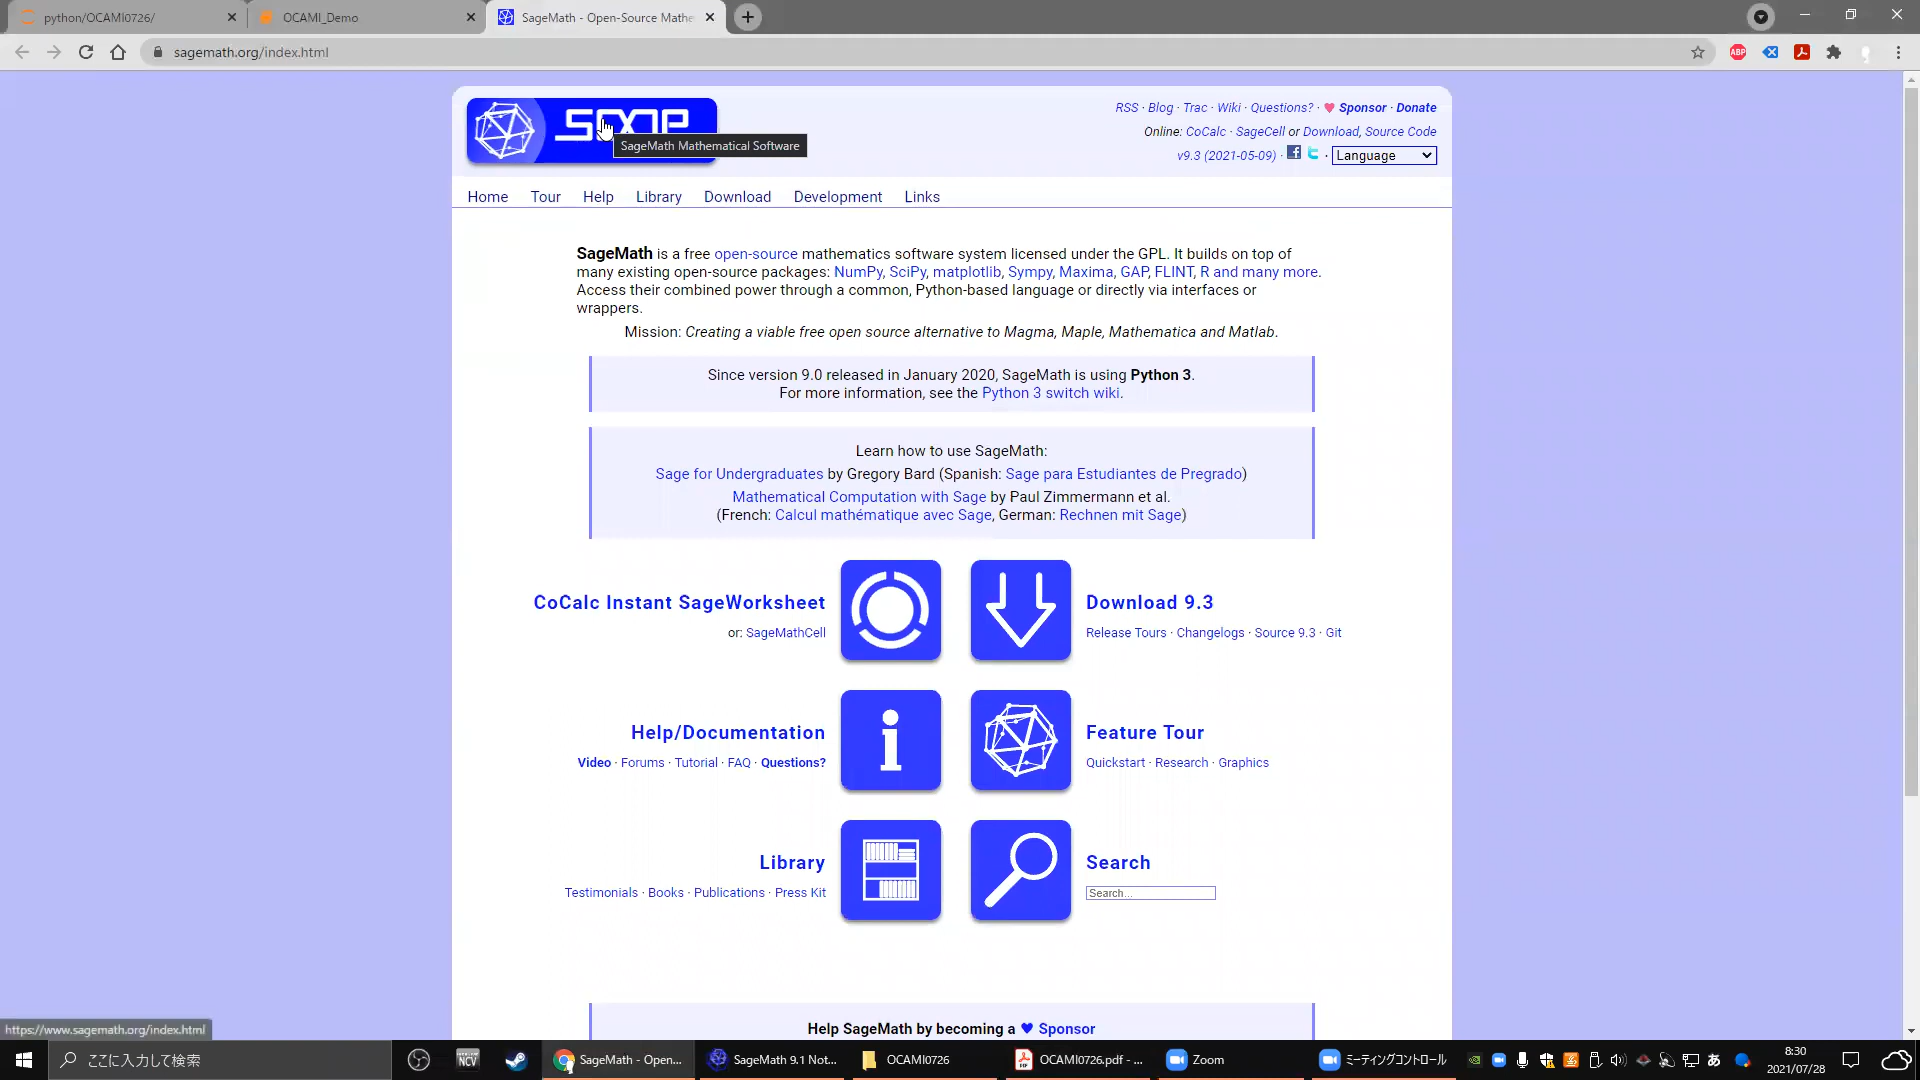 python/OCAMI0726/
OCAMI_Demo
SageMath - Open-Source Mathe
sagemath.org/index.html
ABP
sage
SageMath Mathematical Software
RSS · Blog · Trac · Wiki · Questions? · Sponsor · Donate
Online: CoCalc · SageCell or Download, Source Code
v9.3 (2021-05-09) · · Language
Home Tour Help Library Download Development Links
SageMath is a free open-source mathematics software system licensed under the GPL. It builds on top of
many existing open-source packages: NumPy, SciPy, matplotlib, Sympy, Maxima, GAP, FLINT, R and many more.
Access their combined power through a common, Python-based language or directly via interfaces or
wrappers.
Mission: Creating a viable free open source alternative to Magma, Maple, Mathematica and Matlab.
Since version 9.0 released in January 2020, SageMath is using Python 3.
For more information, see the Python 3 switch wiki.
Learn how to use SageMath:
Sage for Undergraduates by Gregory Bard (Spanish: Sage para Estudiantes de Pregrado)
Mathematical Computation with Sage by Paul Zimmermann et al.
(French: Calcul mathématique avec Sage, German: Rechnen mit Sage)
CoCalc Instant SageWorksheet
or: SageMathCell
Download 9.3
Release Tours · Changelogs · Source 9.3 · Git
Help/Documentation
Video · Forums · Tutorial · FAQ · Questions?
Feature Tour
Quickstart · Research · Graphics
Library
Testimonials · Books · Publications · Press Kit
Search
Search...
Help SageMath by becoming a ♥ Sponsor
https://www.sagemath.org/index.html
ここに入力して検索
NCV
SageMath - Open...
SageMath 9.1 Not...
OCAMI0726
OCAMI0726.pdf - ...
Zoom
ミーティングコントロール
あ
8:30
2021/07/28